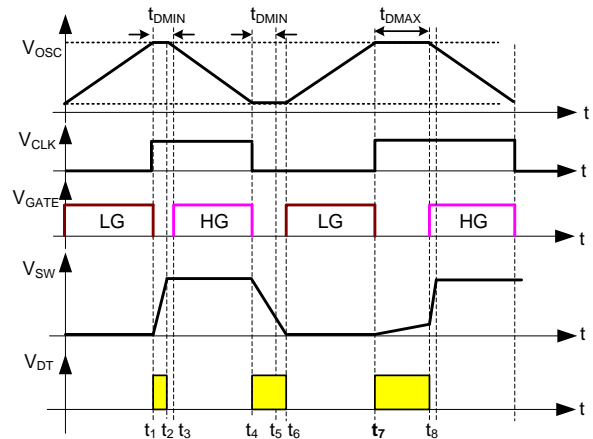 tDMIN tDMIN tDMAX
VOSC
t
VCLK
t
VGATE
LG HG LG HG
t
VSW
t
VDT
t
t1 t2 t3 t4 t5 t6 t7 t8